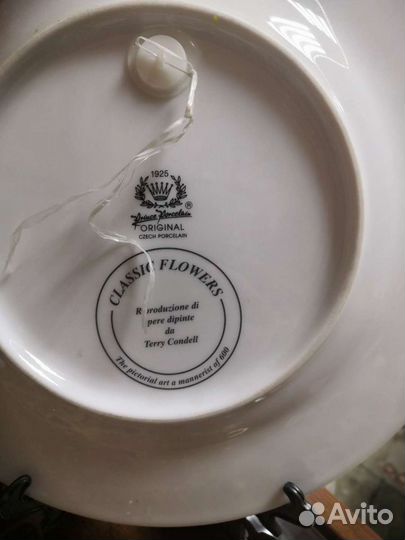 1925
Prince Porcelain ®
ORIGINAL
CZECH PORCELAIN
CLASSIC FLOWERS
Riproduzione di
opere dipinte
da
Terry Condell
The pictorial art a mannerist of 600
Avito